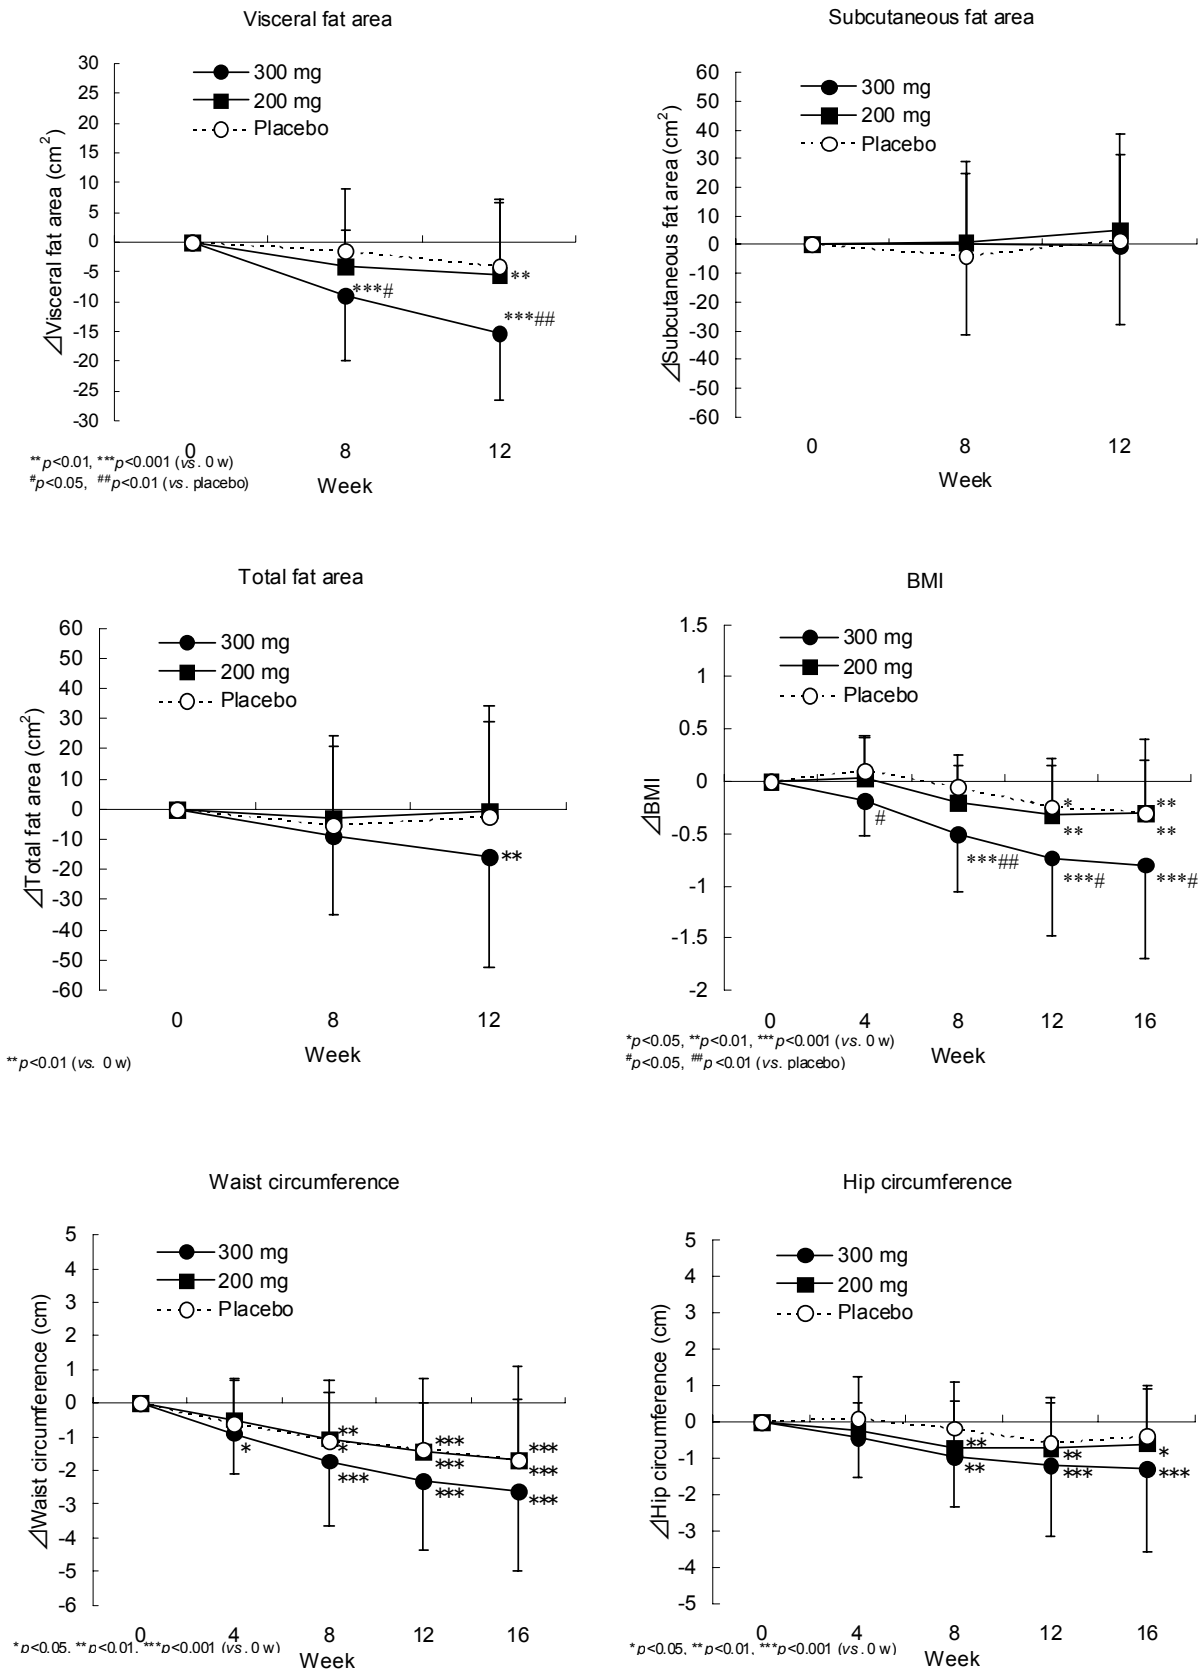 Visceral fat area
30
25
20
15
10
5
0
-5
-10
-15
-20
-25
-30
⊿Visceral fat area (cm²)
300 mg
200 mg
Placebo
***#
**
***##
0
8
12
Week
**p<0.01, ***p<0.001 (vs. 0 w)
#p<0.05, ##p<0.01 (vs. placebo)
Subcutaneous fat area
60
50
40
30
20
10
0
-10
-20
-30
-40
-50
-60
⊿Subcutaneous fat area (cm²)
300 mg
200 mg
Placebo
0
8
12
Week
Total fat area
60
50
40
30
20
10
0
-10
-20
-30
-40
-50
-60
⊿Total fat area (cm²)
300 mg
200 mg
Placebo
**
0
8
12
Week
**p<0.01 (vs. 0 w)
BMI
1.5
1
0.5
0
-0.5
-1
-1.5
-2
⊿BMI
300 mg
200 mg
Placebo
#
***##
*
**
***#
**
**
***#
0
4
8
12
16
Week
*p<0.05, **p<0.01, ***p<0.001 (vs. 0 w)
#p<0.05, ##p<0.01 (vs. placebo)
Waist circumference
5
4
3
2
1
0
-1
-2
-3
-4
-5
-6
⊿Waist circumference (cm)
300 mg
200 mg
Placebo
*
**
*
***
***
***
***
***
***
***
0
4
8
12
16
Week
*p<0.05, **p<0.01, ***p<0.001 (vs. 0 w)
Hip circumference
5
4
3
2
1
0
-1
-2
-3
-4
-5
⊿Hip circumference (cm)
300 mg
200 mg
Placebo
**
**
**
***
*
***
0
4
8
12
16
Week
*p<0.05, **p<0.01, ***p<0.001 (vs. 0 w)